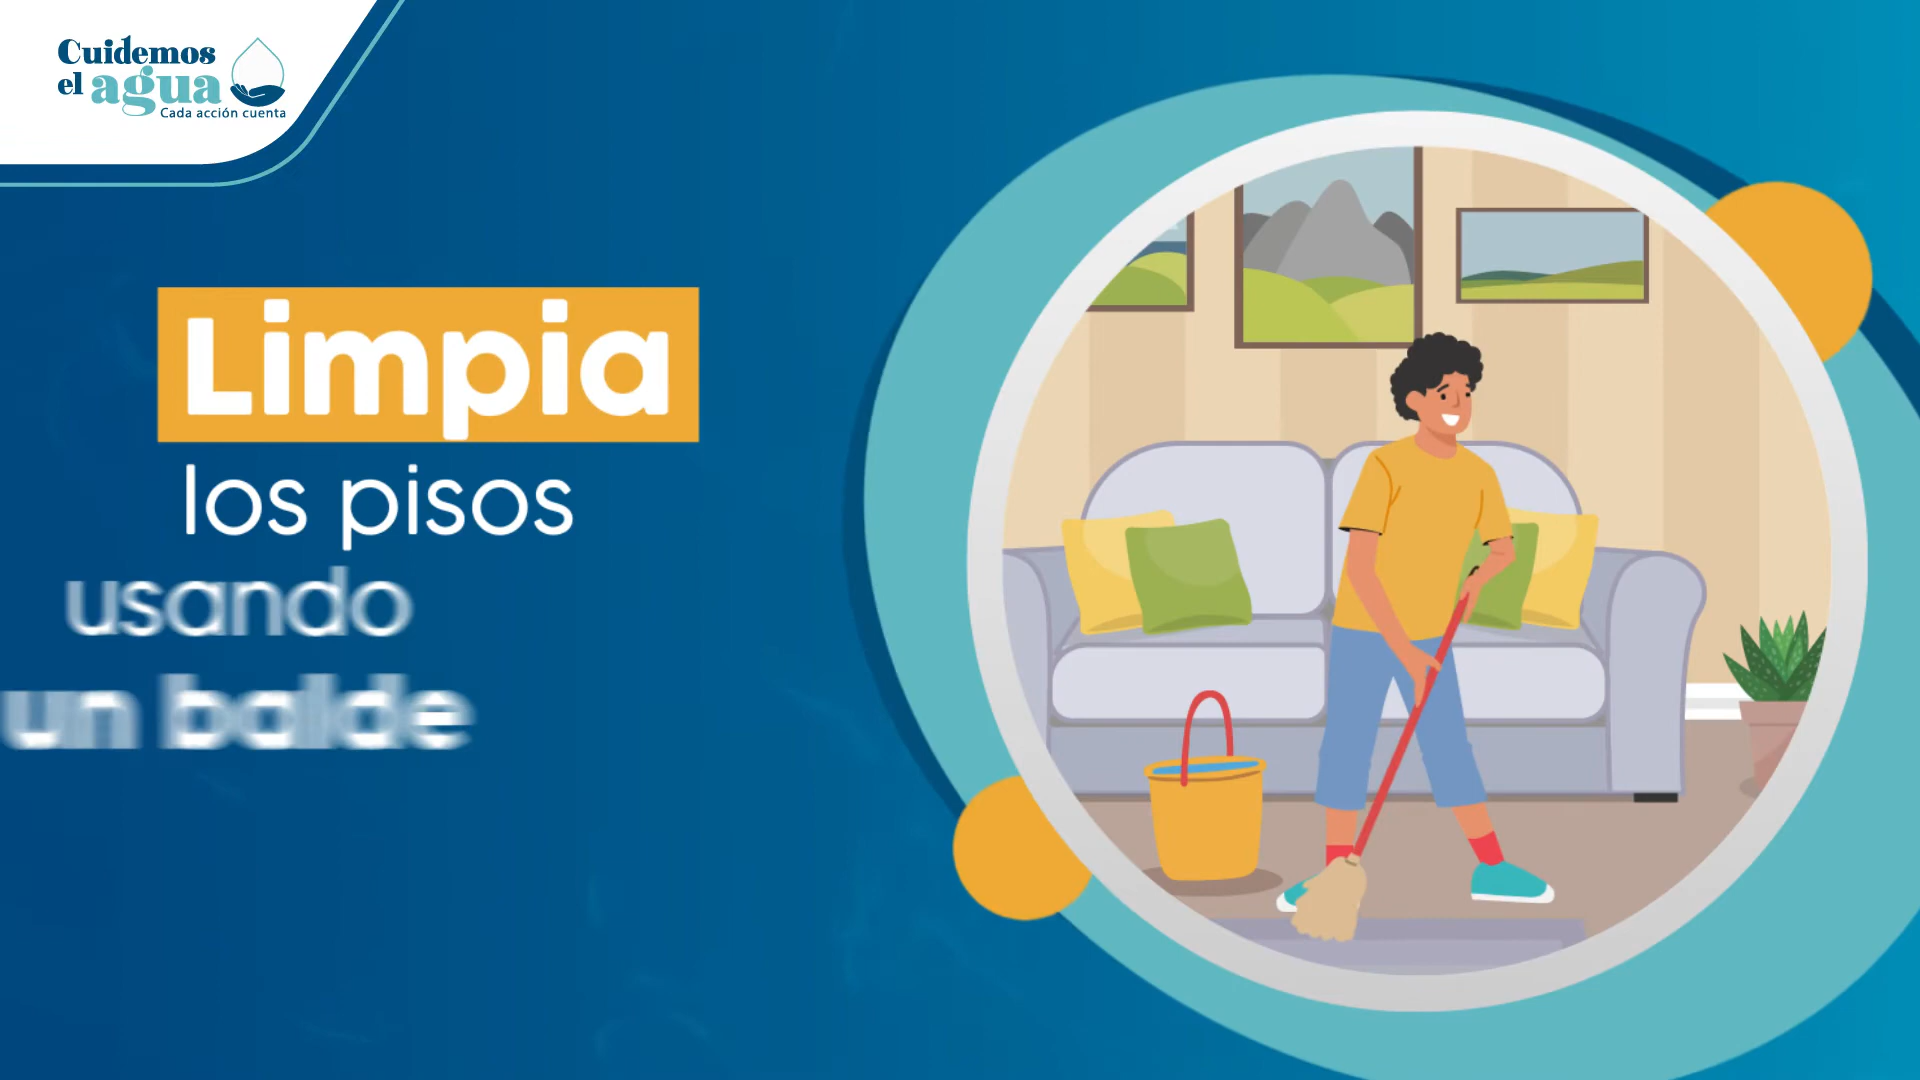 Cuidemos
el agua
Cada acción cuenta
Limpia
los pisos
usando
un balde